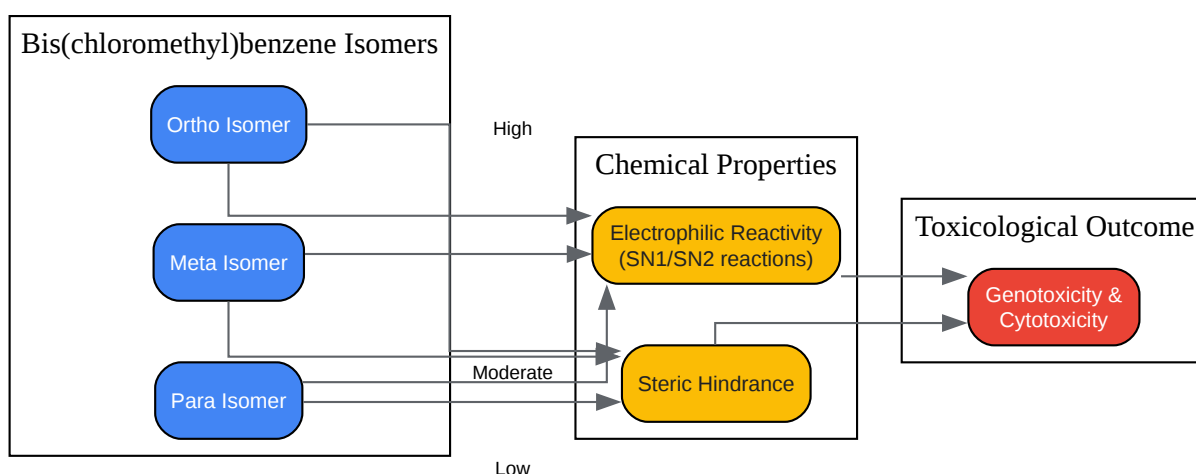 Bis(chloromethyl)benzene Isomers
Ortho Isomer
Meta Isomer
Para Isomer
High
Moderate
Low
Chemical Properties
Electrophilic Reactivity
(SN1/SN2 reactions)
Steric Hindrance
Toxicological Outcome
Genotoxicity &
Cytotoxicity